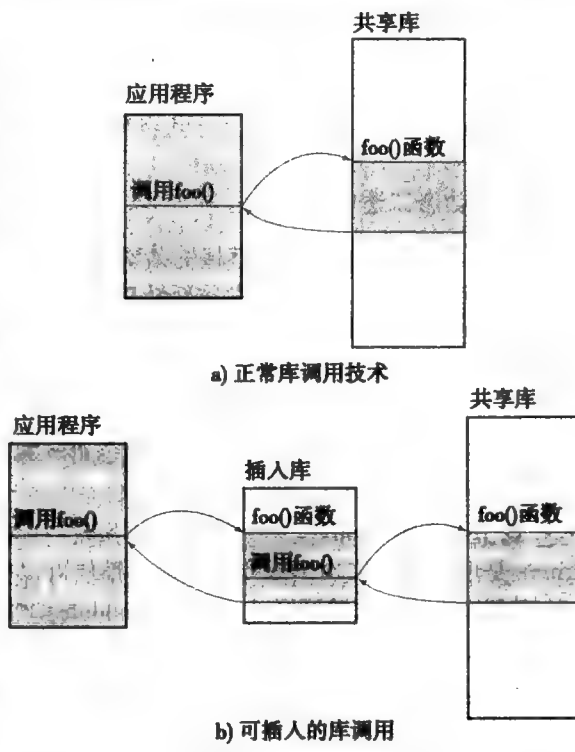 共享库
应用程序
foo()函数
调用foo()
a) 正常库调用技术
共享库
应用程序
插入库
foo()函数
foo()函数
调用foo()
调用foo()
b) 可插入的库调用